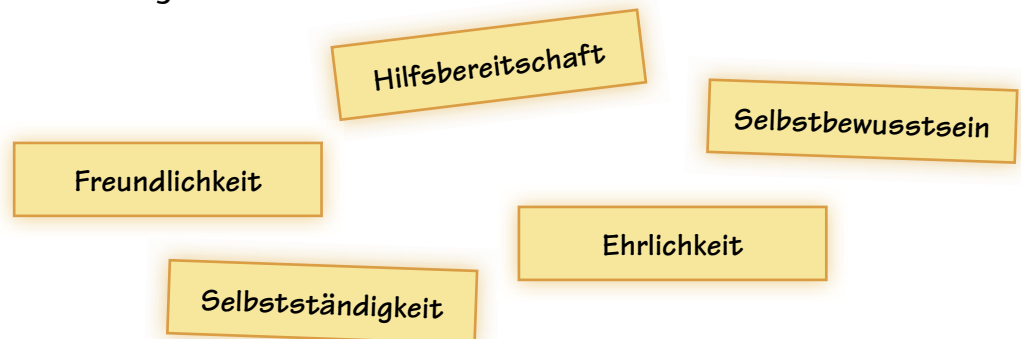 Hilfsbereitschaft
Selbstbewusstsein
Freundlichkeit
Ehrlichkeit
Selbstständigkeit